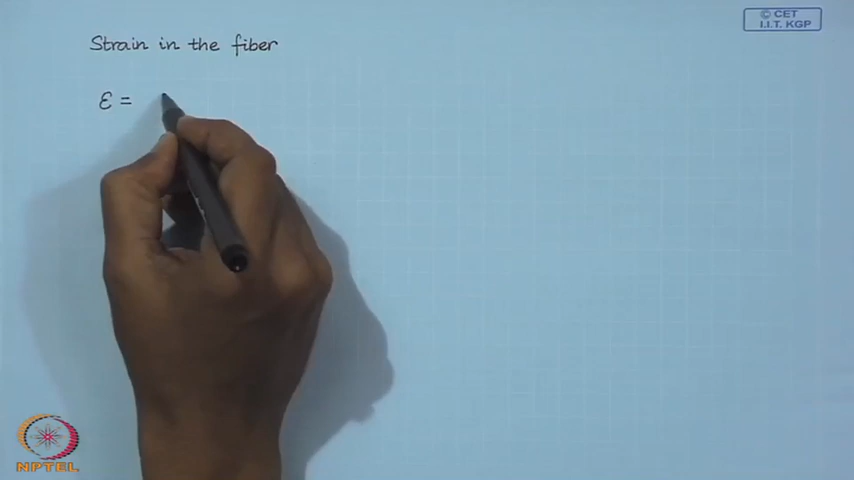 Strain in the fiber
© CET
I.I.T. KGP
ε =
NPTEL